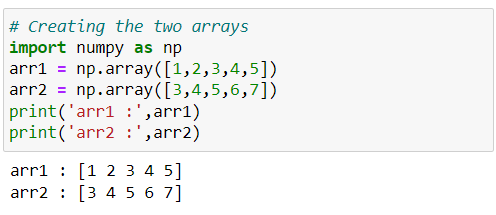 # Creating the two arrays
import numpy as np
arr1 = np.array([1,2,3,4,5])
arr2 = np.array([3,4,5,6,7])
print('arr1 :',arr1)
print('arr2 :',arr2)
arr1 : [1 2 3 4 5]
arr2 : [3 4 5 6 7]